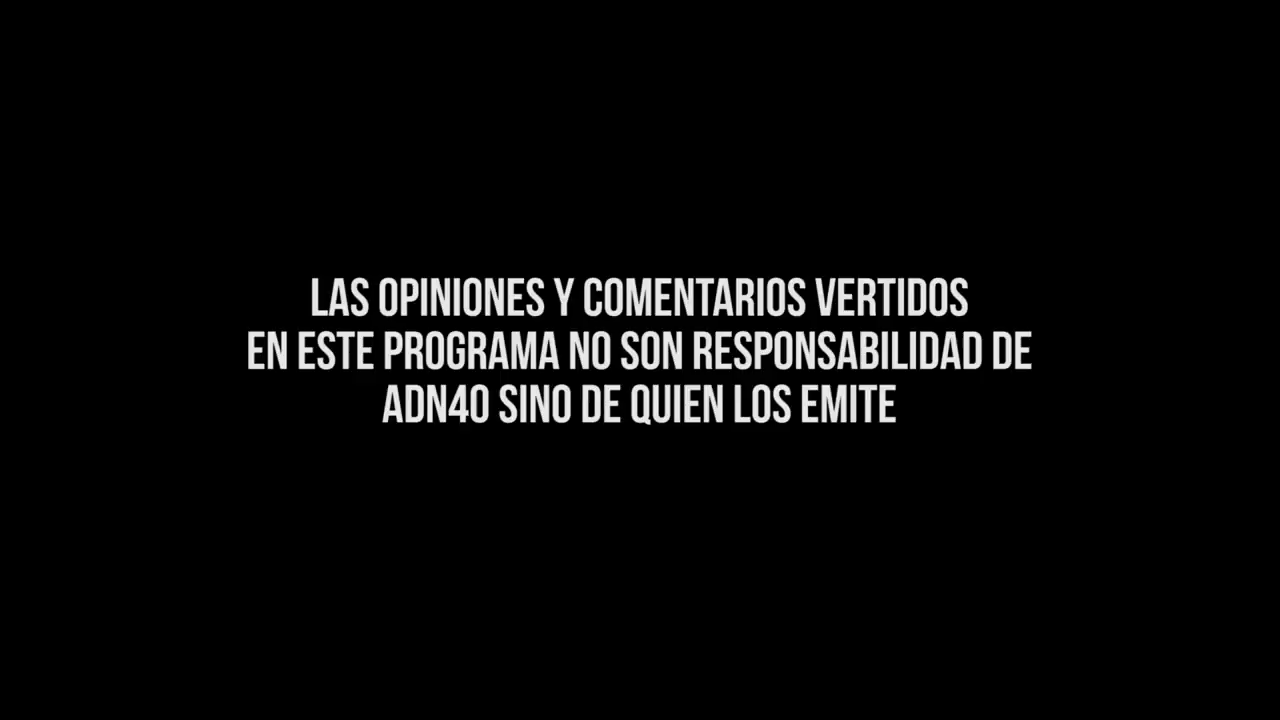 LAS OPINIONES Y COMENTARIOS VERTIDOS
EN ESTE PROGRAMA NO SON RESPONSABILIDAD DE
ADN40 SINO DE QUIEN LOS EMITE